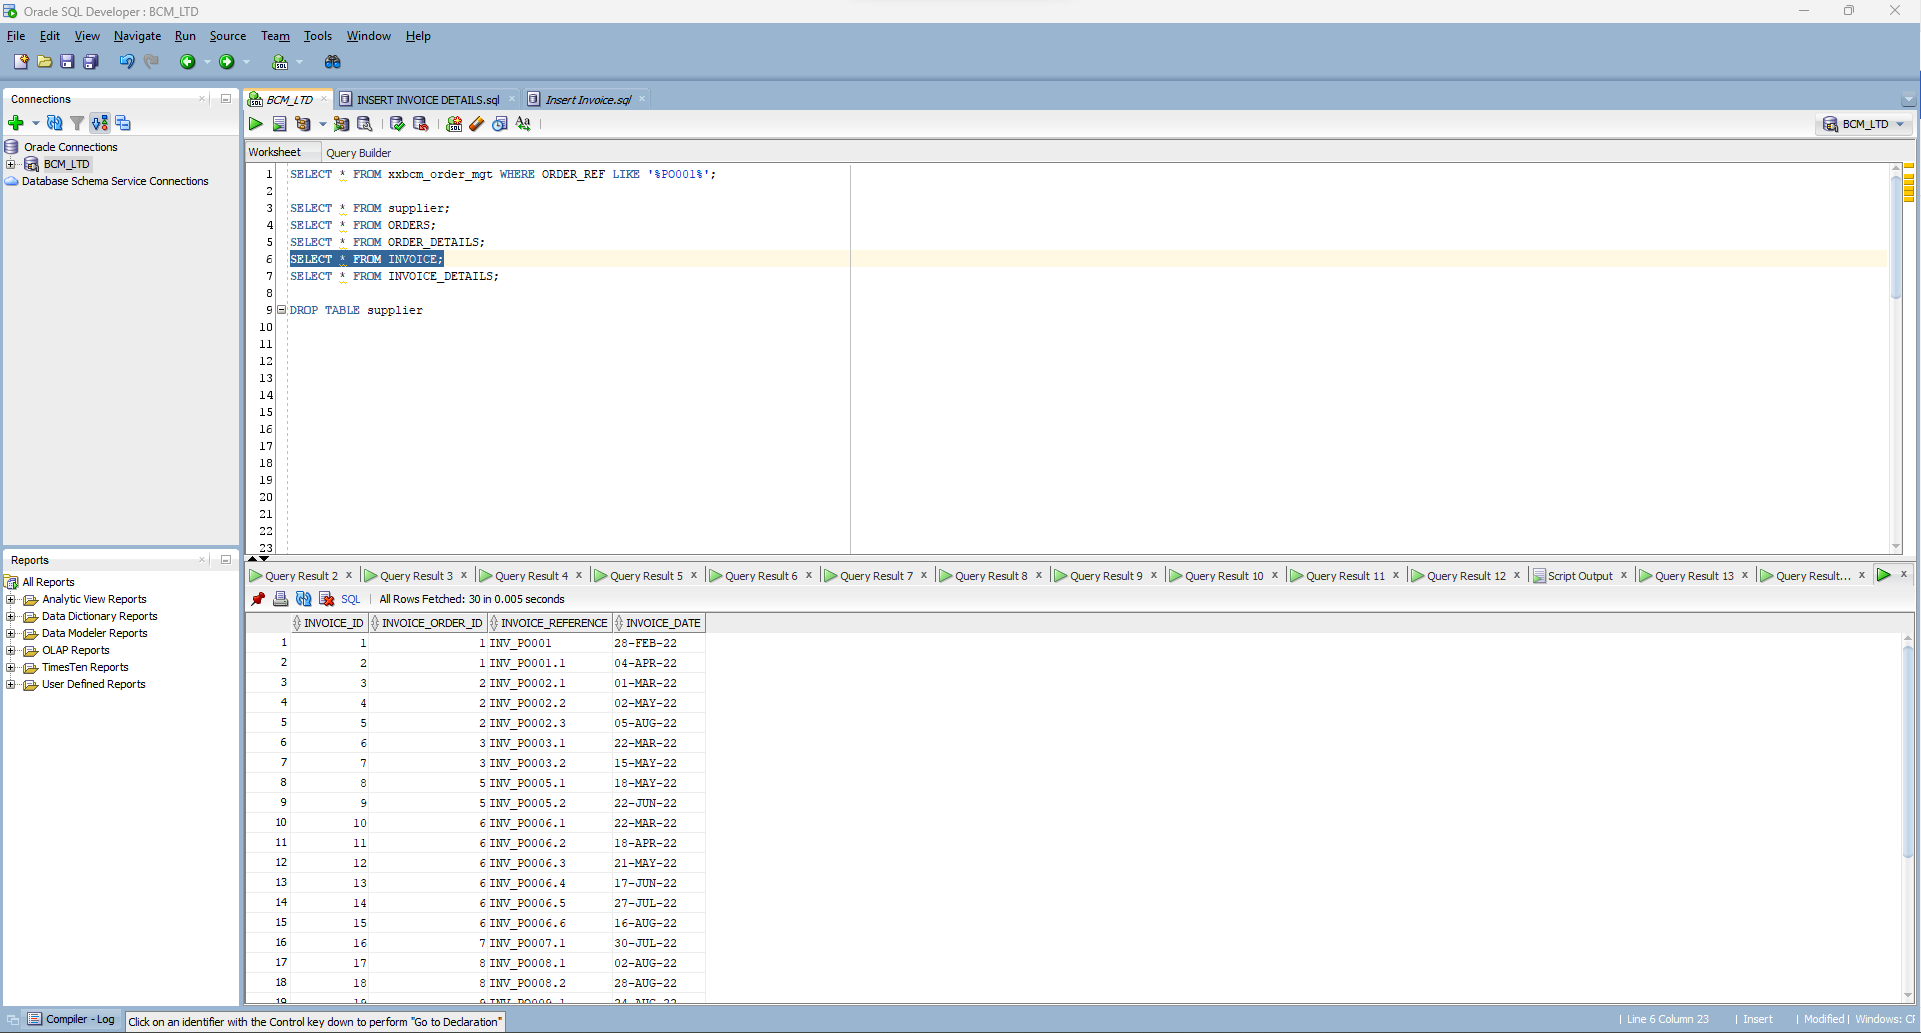 Oracle SQL Developer : BCM_LTD
File Edit View Navigate Run Source Team Tools Window Help
Connections
BCM_LTD
INSERT INVOICE DETAILS.sql
Insert Invoice.sql
BCM_LTD
Oracle Connections
BCM_LTD
Database Schema Service Connections
Worksheet Query Builder
1 SELECT * FROM xxbcm_order_mgt WHERE ORDER_REF LIKE '%PO001%';
2
3 SELECT * FROM supplier;
4 SELECT * FROM ORDERS;
5 SELECT * FROM ORDER_DETAILS;
6 SELECT * FROM INVOICE;
7 SELECT * FROM INVOICE_DETAILS;
8
9 DROP TABLE supplier
10
11
12
13
14
15
16
17
18
19
20
21
22
23
Reports
All Reports
Analytic View Reports
Data Dictionary Reports
Data Modeler Reports
OLAP Reports
TimesTen Reports
User Defined Reports
Query Result 2 x Query Result 3 x Query Result 4 x Query Result 5 x Query Result 6 x Query Result 7 x Query Result 8 x Query Result 9 x Query Result 10 x Query Result 11 x Query Result 12 x Script Output x Query Result 13 x Query Result... x x
SQL | All Rows Fetched: 30 in 0.005 seconds
INVOICE_ID INVOICE_ORDER_ID INVOICE_REFERENCE INVOICE_DATE
1 1 1 INV_PO001 28-FEB-22
2 2 1 INV_PO001.1 04-APR-22
3 3 2 INV_PO002.1 01-MAR-22
4 4 2 INV_PO002.2 02-MAY-22
5 5 2 INV_PO002.3 05-AUG-22
6 6 3 INV_PO003.1 22-MAR-22
7 7 3 INV_PO003.2 15-MAY-22
8 8 5 INV_PO005.1 18-MAY-22
9 9 5 INV_PO005.2 22-JUN-22
10 10 6 INV_PO006.1 22-MAR-22
11 11 6 INV_PO006.2 18-APR-22
12 12 6 INV_PO006.3 21-MAY-22
13 13 6 INV_PO006.4 17-JUN-22
14 14 6 INV_PO006.5 27-JUL-22
15 15 6 INV_PO006.6 16-AUG-22
16 16 7 INV_PO007.1 30-JUL-22
17 17 8 INV_PO008.1 02-AUG-22
18 18 8 INV_PO008.2 28-AUG-22
19 19 9 INV_PO009.1 24-AUG-22
Compiler - Log
Click on an identifier with the Control key down to perform "Go to Declaration"
Line 6 Column 23 | Insert | Modified | Windows: CF